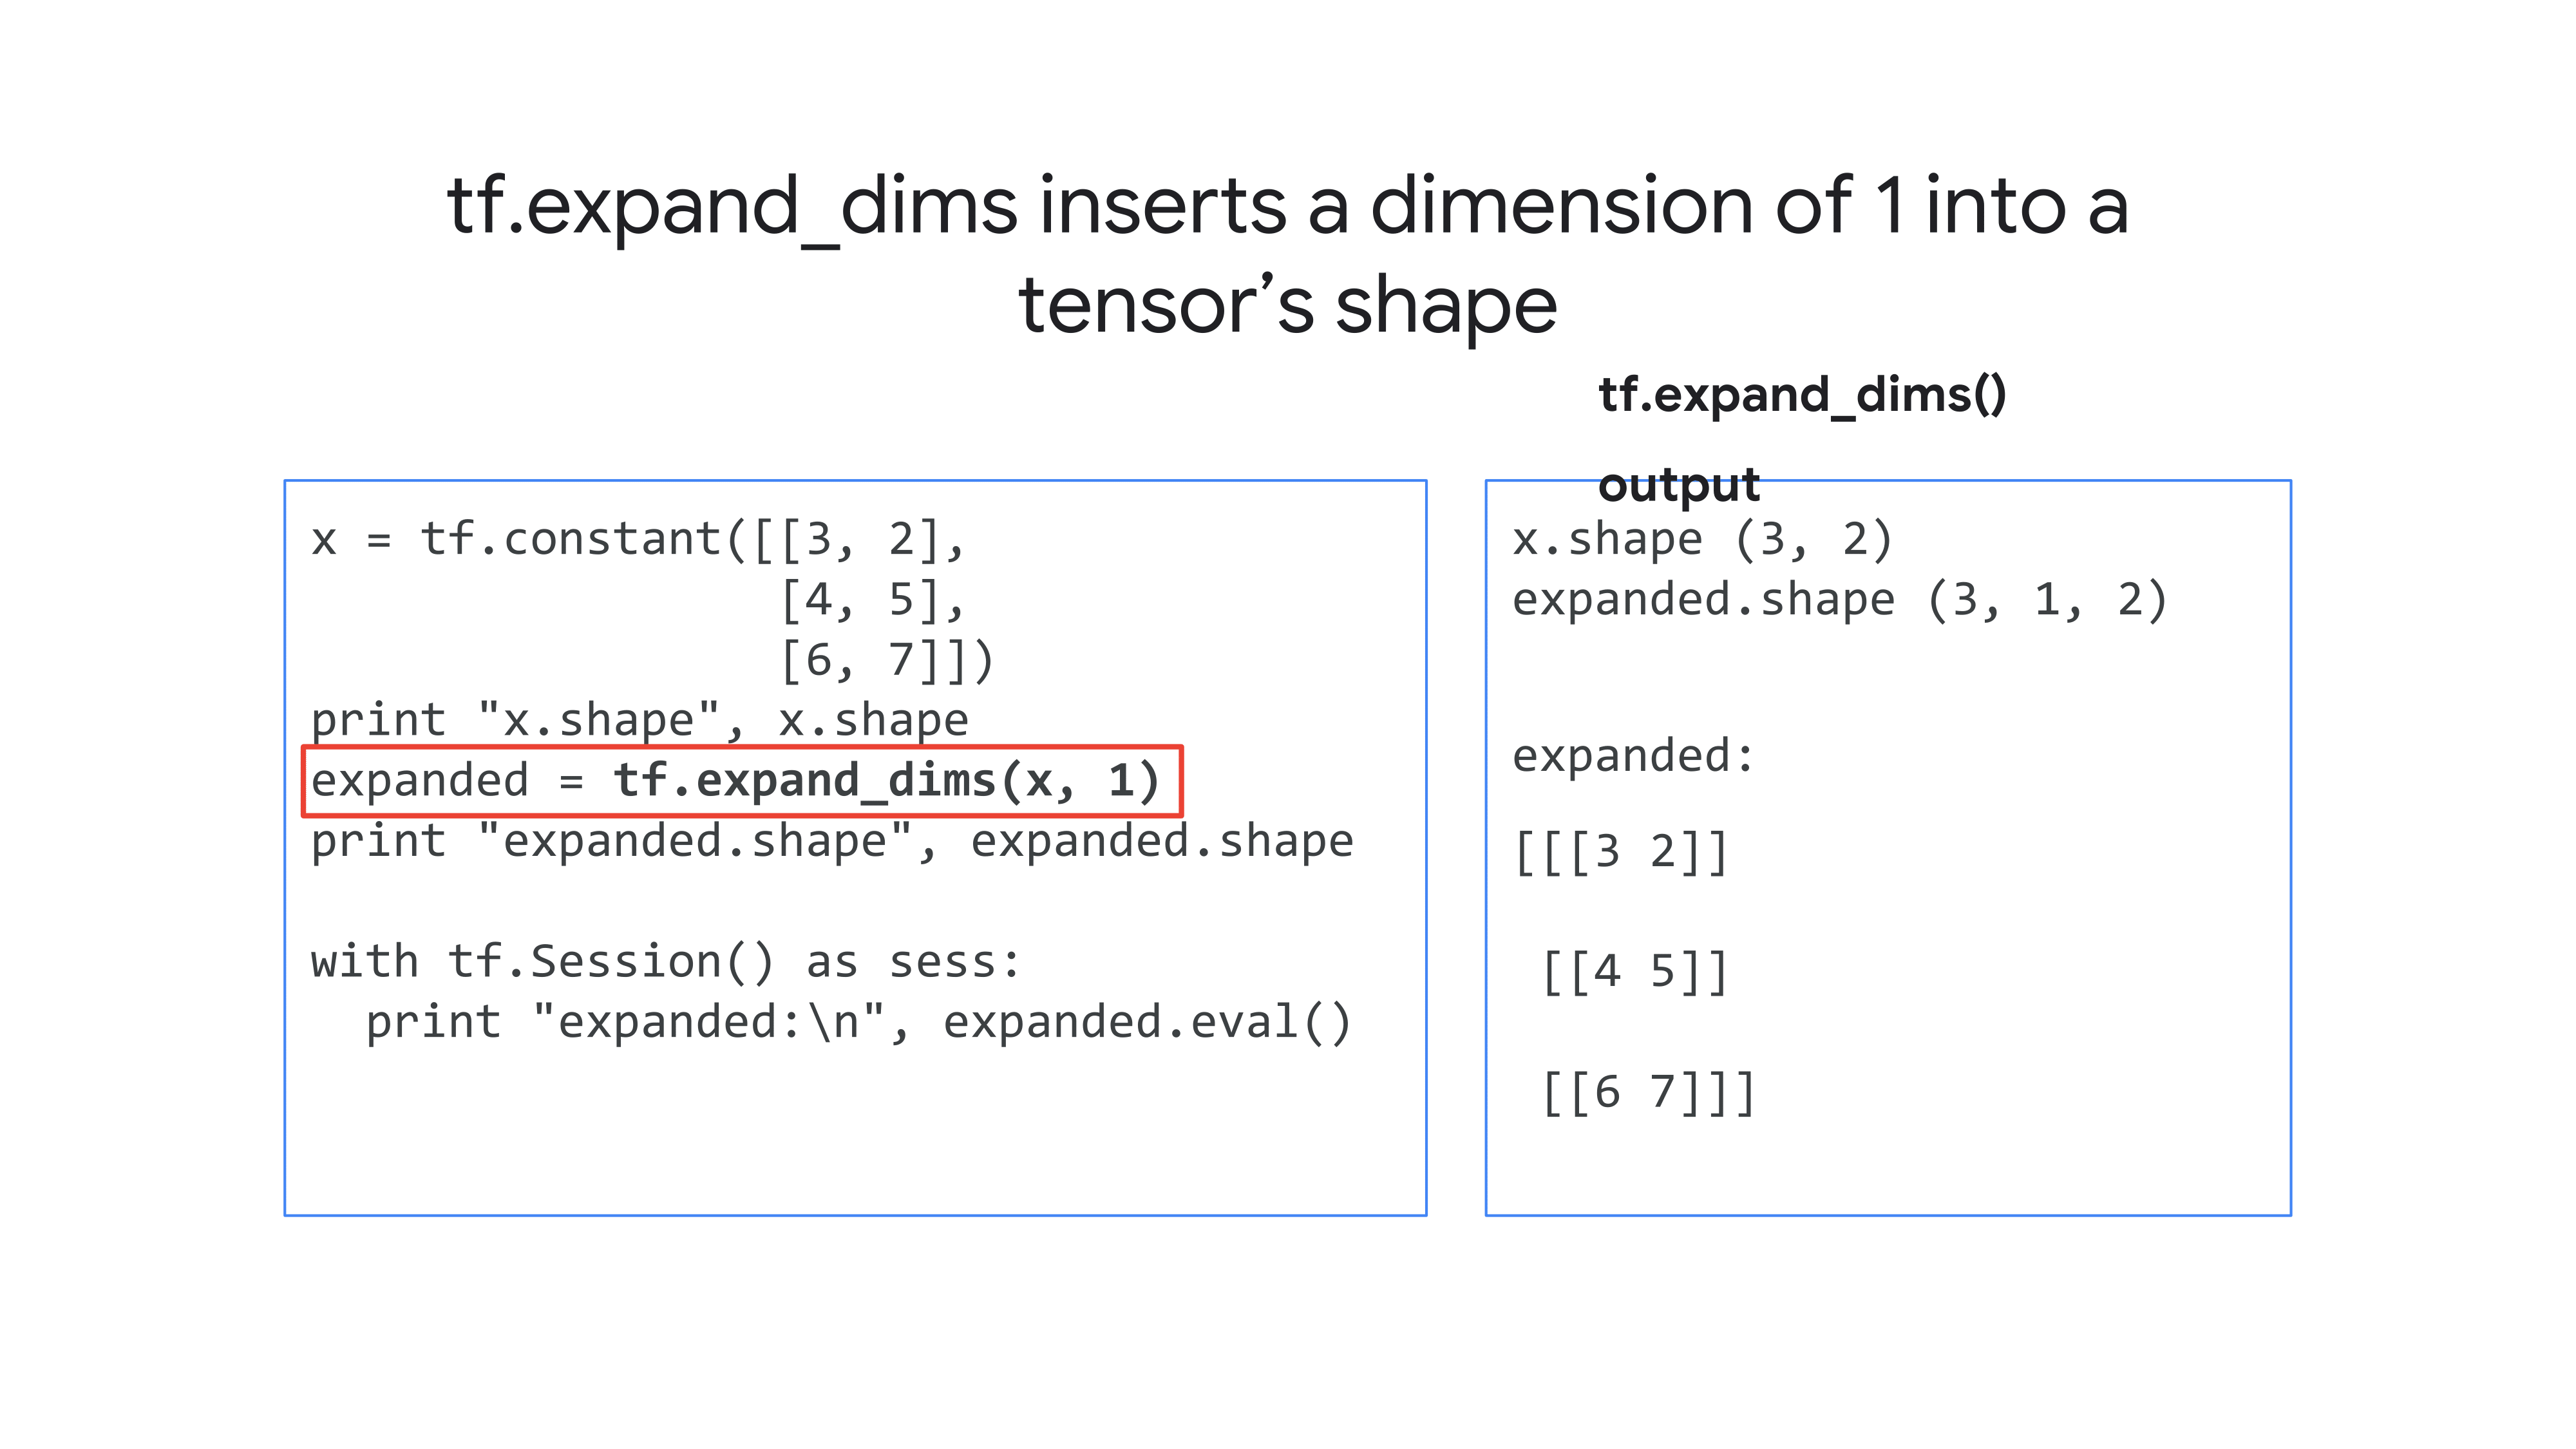 tf.expand_dims inserts a dimension of 1 into a
tensor’s shape
tf.expand_dims()
output
x = tf.constant([[3, 2],
                 [4, 5],
                 [6, 7]])
print "x.shape", x.shape
expanded = tf.expand_dims(x, 1)
print "expanded.shape", expanded.shape
with tf.Session() as sess:
  print "expanded:\n", expanded.eval()
x.shape (3, 2)
expanded.shape (3, 1, 2)
expanded:
[[[3 2]]
 [[4 5]]
 [[6 7]]]